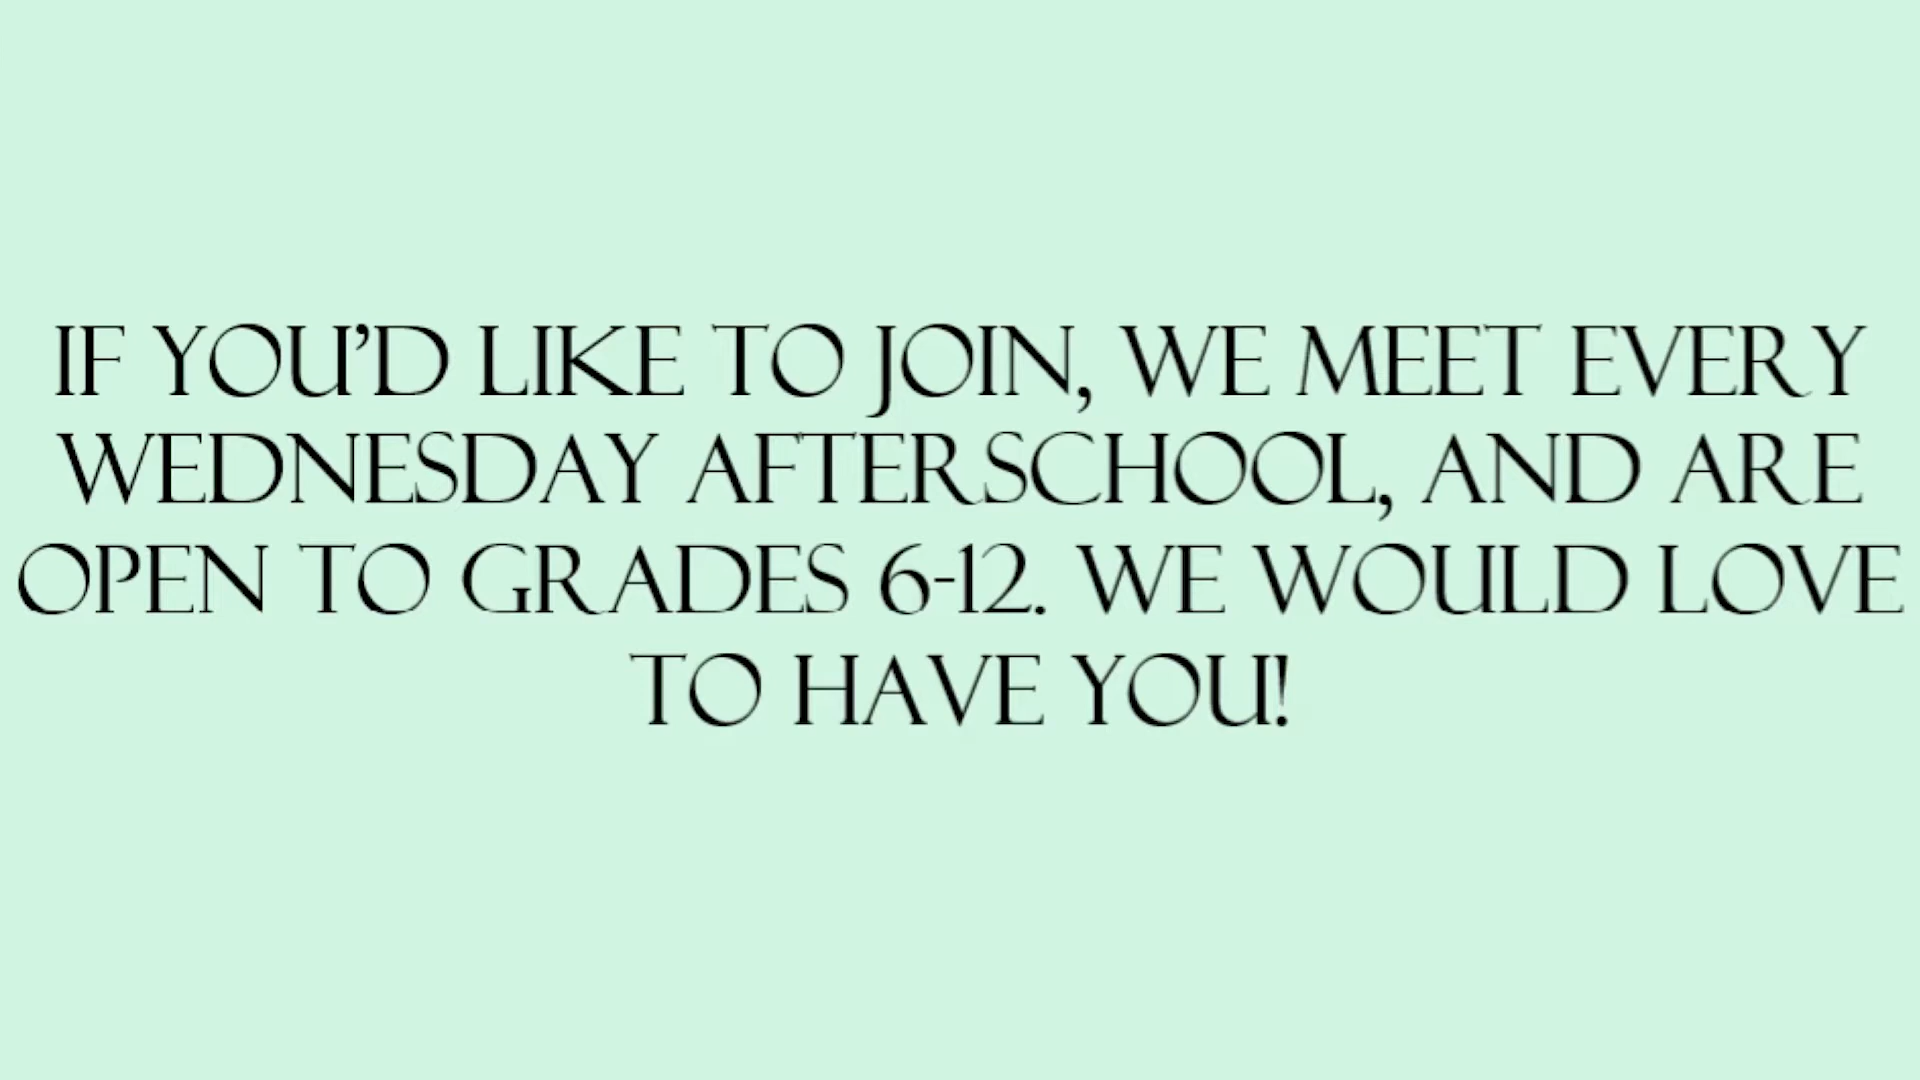 IF YOU'D LIKE TO JOIN, WE MEET EVERY
WEDNESDAY AFTERSCHOOL, AND ARE
OPEN TO GRADES 6-12. WE WOULD LOVE
TO HAVE YOU!